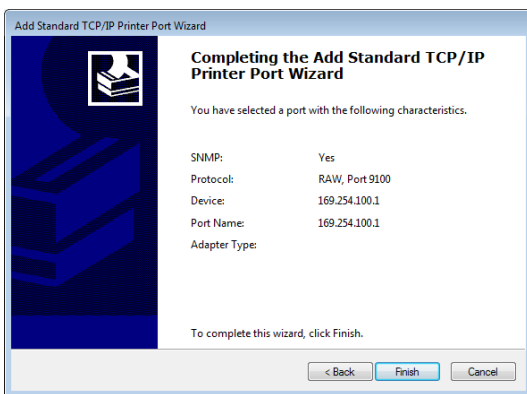 Add Standard TCP/IP Printer Port Wizard
Completing the Add Standard TCP/IP
Printer Port Wizard
You have selected a port with the following characteristics.
SNMP: Yes
Protocol: RAW, Port 9100
Device: 169.254.100.1
Port Name: 169.254.100.1
Adapter Type:
To complete this wizard, click Finish.
< Back Finish Cancel